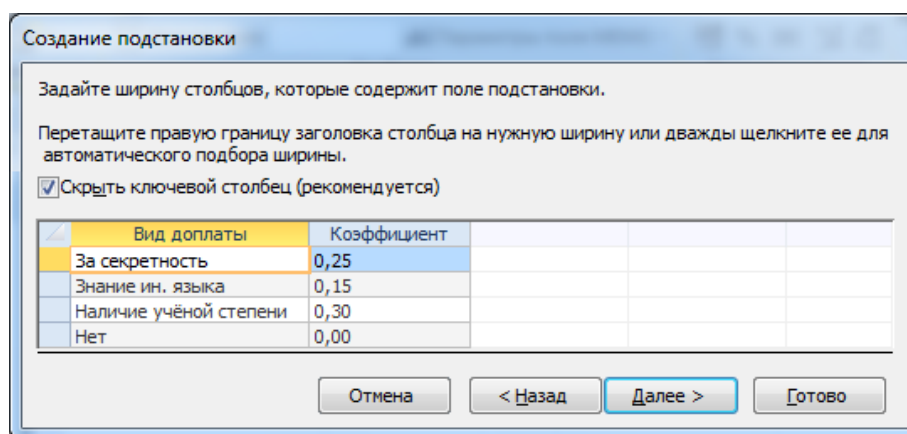 Создание подстановки
Задайте ширину столбцов, которые содержит поле подстановки.
Перетащите правую границу заголовка столбца на нужную ширину или дважды щелкните ее для
автоматического подбора ширины.
Скрыть ключевой столбец (рекомендуется)
Вид доплаты Коэффициент
За секретность 0,25
Знание ин. языка 0,15
Наличие учёной степени 0,30
Нет 0,00
Отмена < Назад Далее > Готово